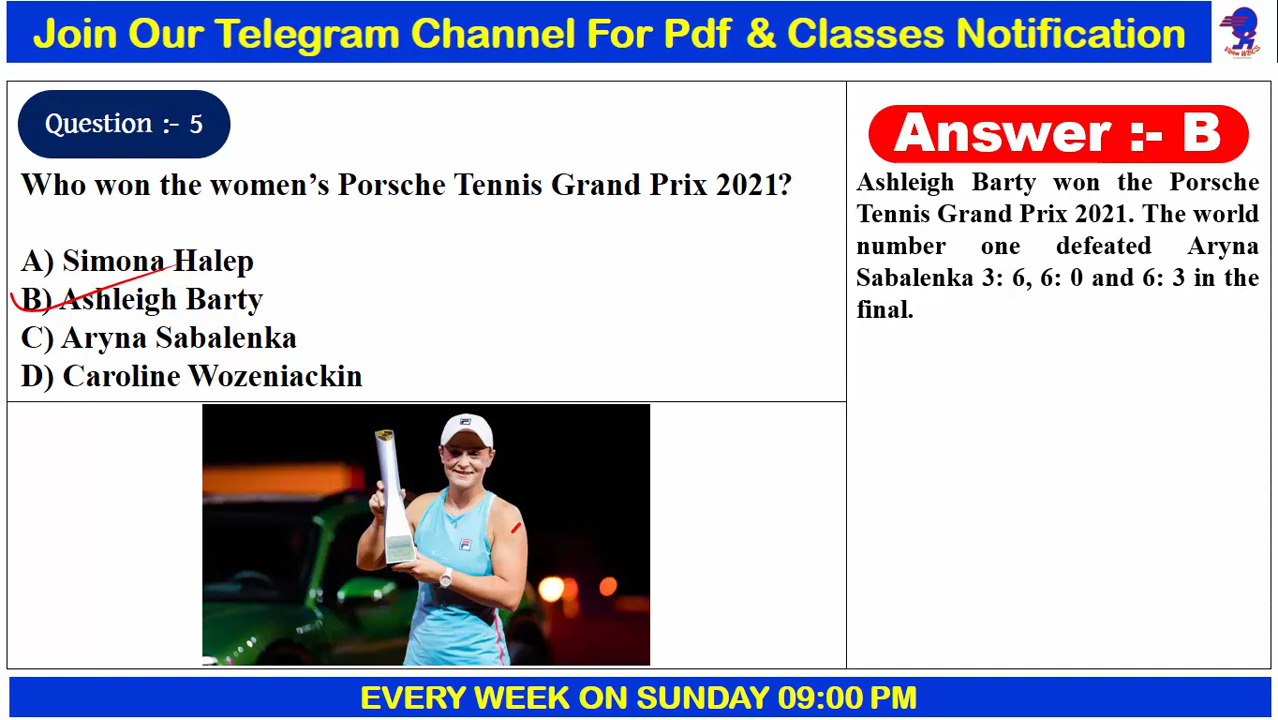 Join Our Telegram Channel For Pdf & Classes Notification
Question :- 5
Who won the women's Porsche Tennis Grand Prix 2021?
A) Simona Halep
B) Ashleigh Barty
C) Aryna Sabalenka
D) Caroline Wozeniackin
Answer :- B
Ashleigh Barty won the Porsche
Tennis Grand Prix 2021. The world
number one defeated Aryna
Sabalenka 3: 6, 6: 0 and 6: 3 in the
final.
EVERY WEEK ON SUNDAY 09:00 PM